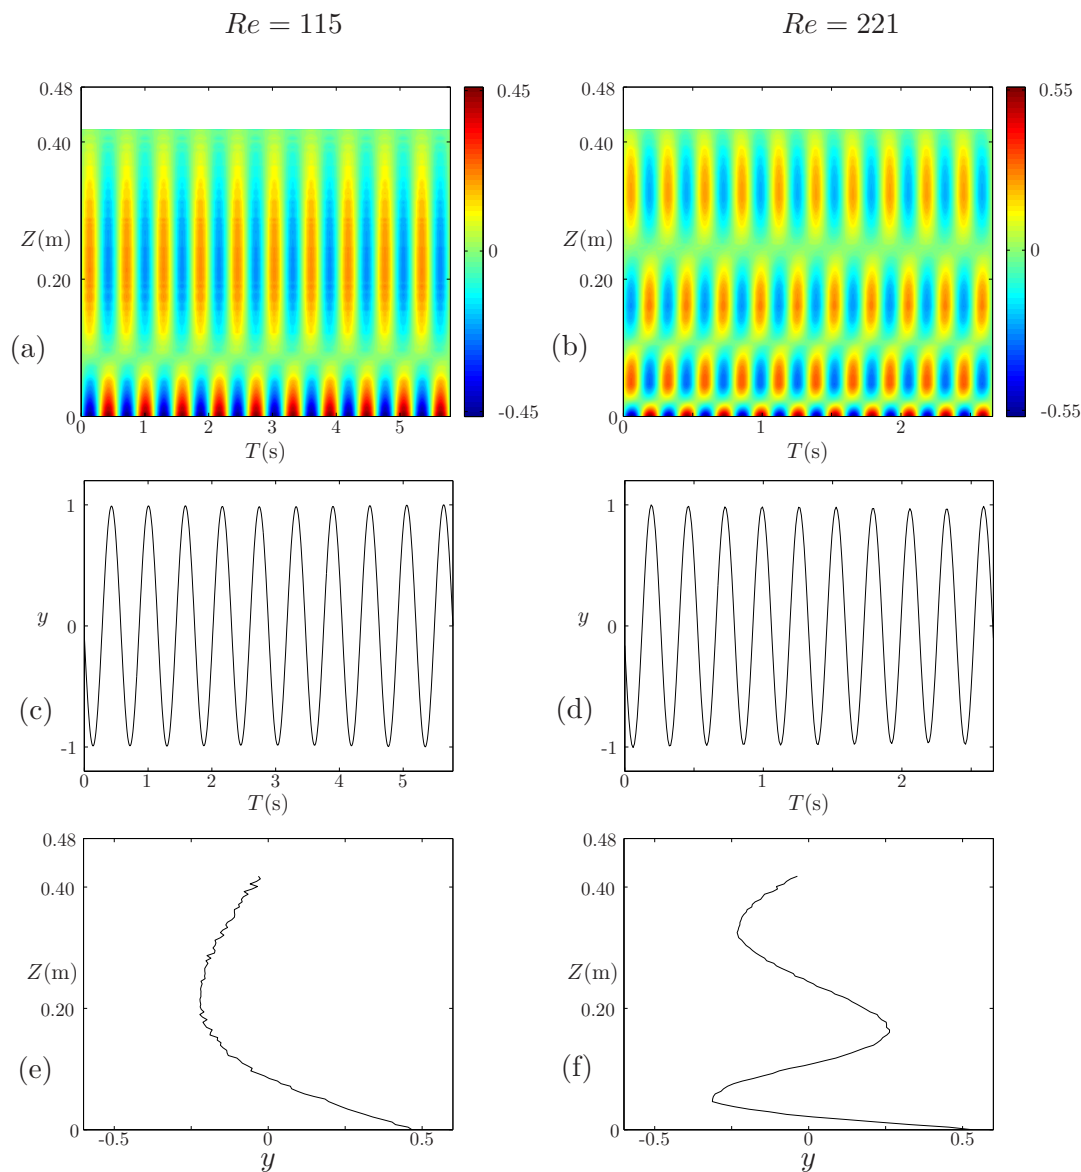 Re = 115
Re = 221
0.48
0.40
Z(m)
0.20
0
0 1 2 3 4 5
T(s)
0.45
0
-0.45
(a)
0.48
0.40
Z(m)
0.20
0
0 1 2
T(s)
0.55
0
-0.55
(b)
1
y
0
-1
0 1 2 3 4 5
T(s)
(c)
1
y
0
-1
0 1 2
T(s)
(d)
0.48
0.40
Z(m)
0.20
0
-0.5 0 0.5
y
(e)
0.48
0.40
Z(m)
0.20
0
-0.5 0 0.5
y
(f)